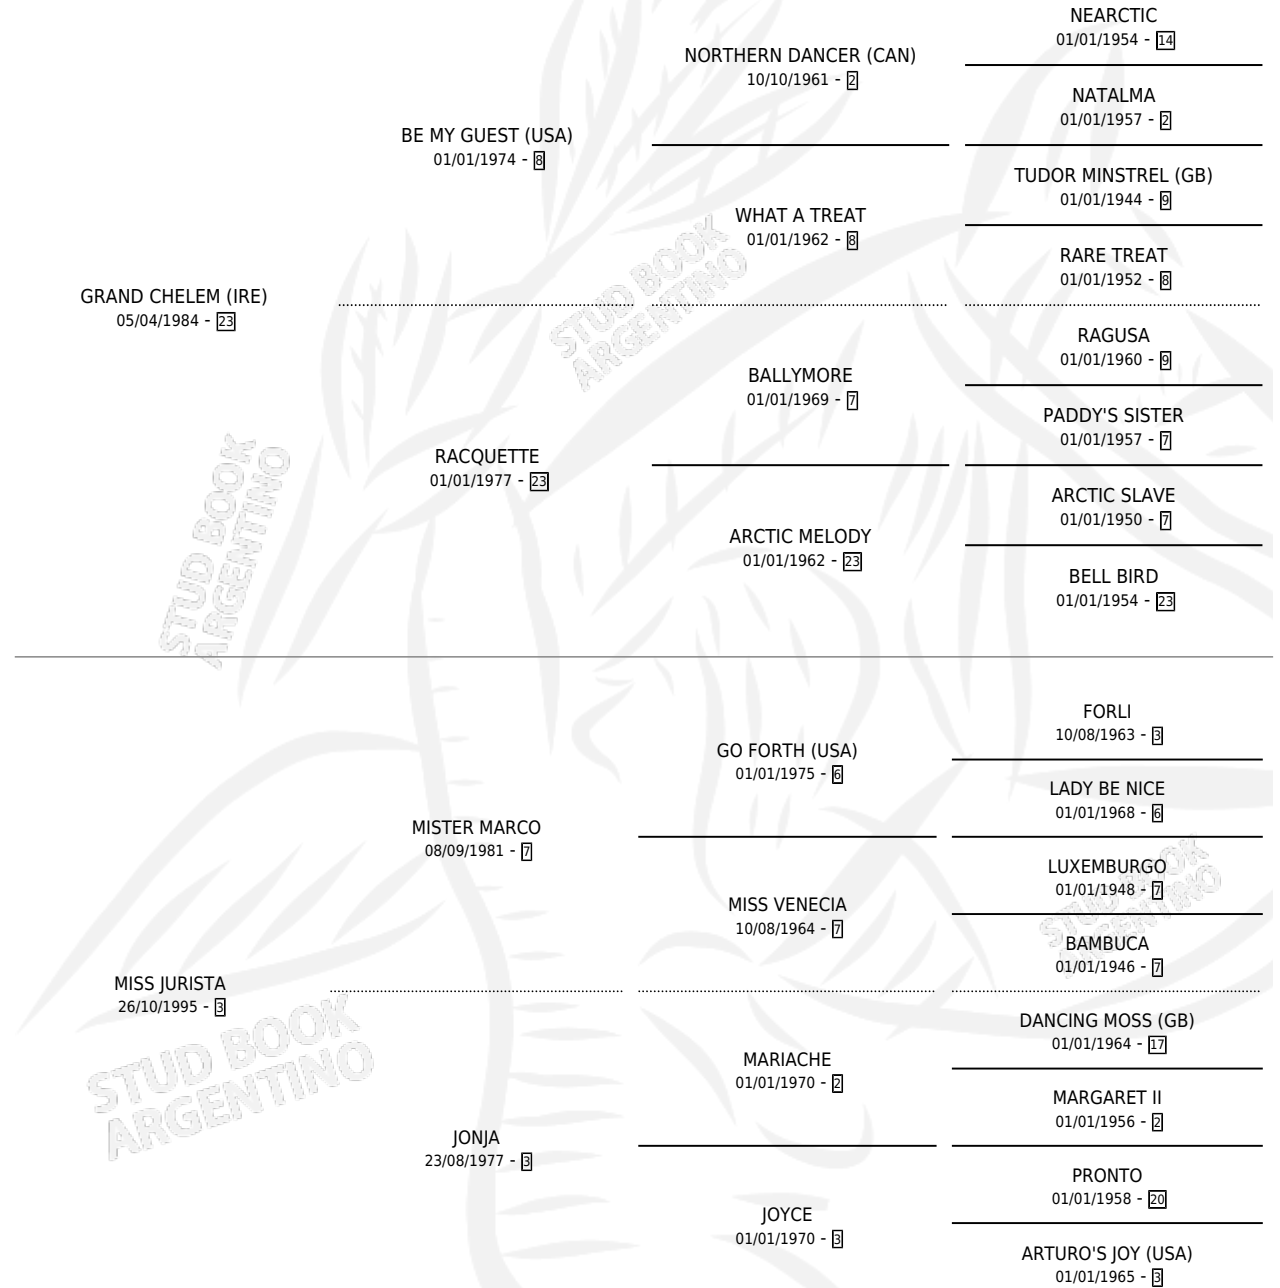 NEARCTIC
01/01/1954 - 14
NORTHERN DANCER (CAN)
10/10/1961 - 2
NATALMA
01/01/1957 - 2
BE MY GUEST (USA)
01/01/1974 - 8
TUDOR MINSTREL (GB)
01/01/1944 - 9
WHAT A TREAT
01/01/1962 - 8
RARE TREAT
01/01/1952 - 8
GRAND CHELEM (IRE)
05/04/1984 - 23
STUD BOOK
ARGENTINO
RAGUSA
01/01/1960 - 9
BALLYMORE
01/01/1969 - 7
PADDY'S SISTER
01/01/1957 - 7
RACQUETTE
01/01/1977 - 23
ARCTIC SLAVE
01/01/1950 - 7
ARCTIC MELODY
01/01/1962 - 23
BELL BIRD
01/01/1954 - 23
STUD BOOK
ARGENTINO
FORLI
10/08/1963 - 3
GO FORTH (USA)
01/01/1975 - 6
LADY BE NICE
01/01/1968 - 6
MISTER MARCO
08/09/1981 - 7
LUXEMBURGO
01/01/1948 - 7
MISS VENECIA
10/08/1964 - 7
BAMBUCA
01/01/1946 - 7
STUD BOOK
ARGENTINO
MISS JURISTA
26/10/1995 - 3
DANCING MOSS (GB)
01/01/1964 - 17
MARIACHE
01/01/1970 - 2
MARGARET II
01/01/1956 - 2
STUD BOOK
ARGENTINO
JONJA
23/08/1977 - 3
PRONTO
01/01/1958 - 20
JOYCE
01/01/1970 - 3
ARTURO'S JOY (USA)
01/01/1965 - 3